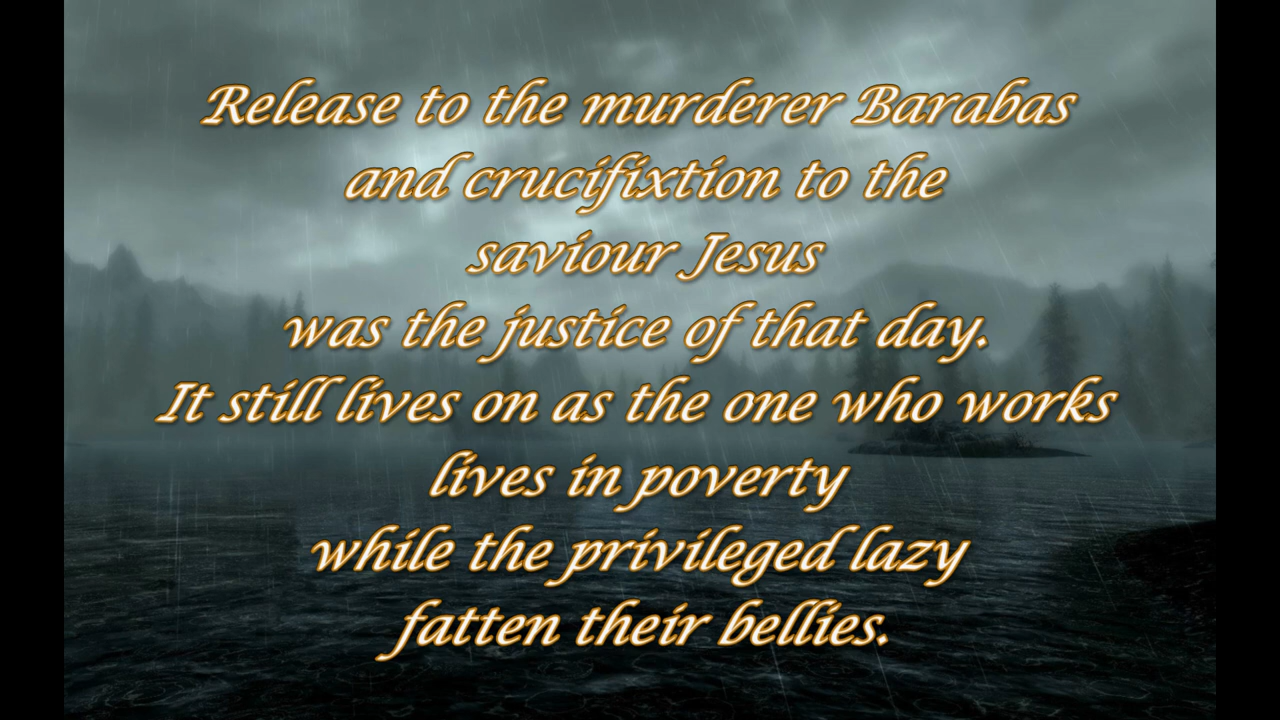 Release to the murderer Barabas
and crucifixtion to the
saviour Jesus
was the justice of that day.
It still lives on as the one who works
lives in poverty
while the privileged lazy
fatten their bellies.